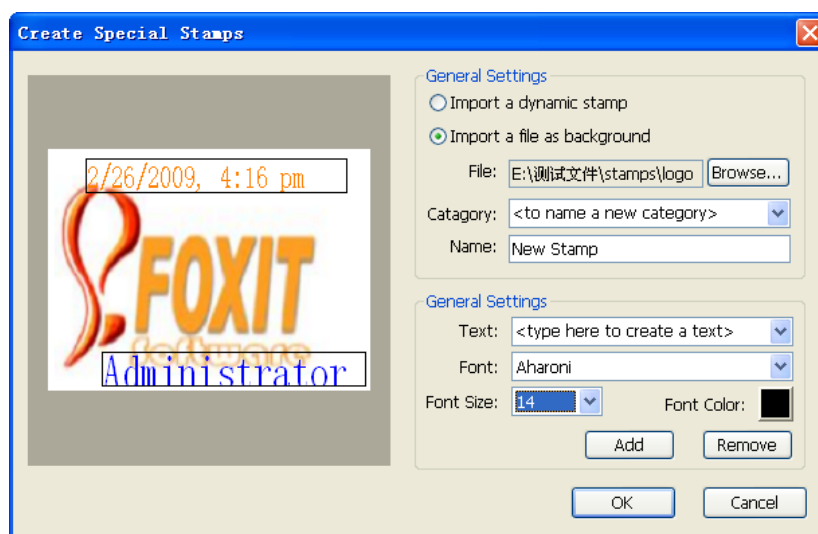 Create Special Stamps
2/26/2009, 4:16 pm
FOXIT
Software
Administrator
General Settings
Import a dynamic stamp
Import a file as background
File: E:\测试文件\stamps\logo Browse...
Catagory: <to name a new category>
Name: New Stamp
General Settings
Text: <type here to create a text>
Font: Aharoni
Font Size: 14 Font Color:
Add Remove
OK Cancel